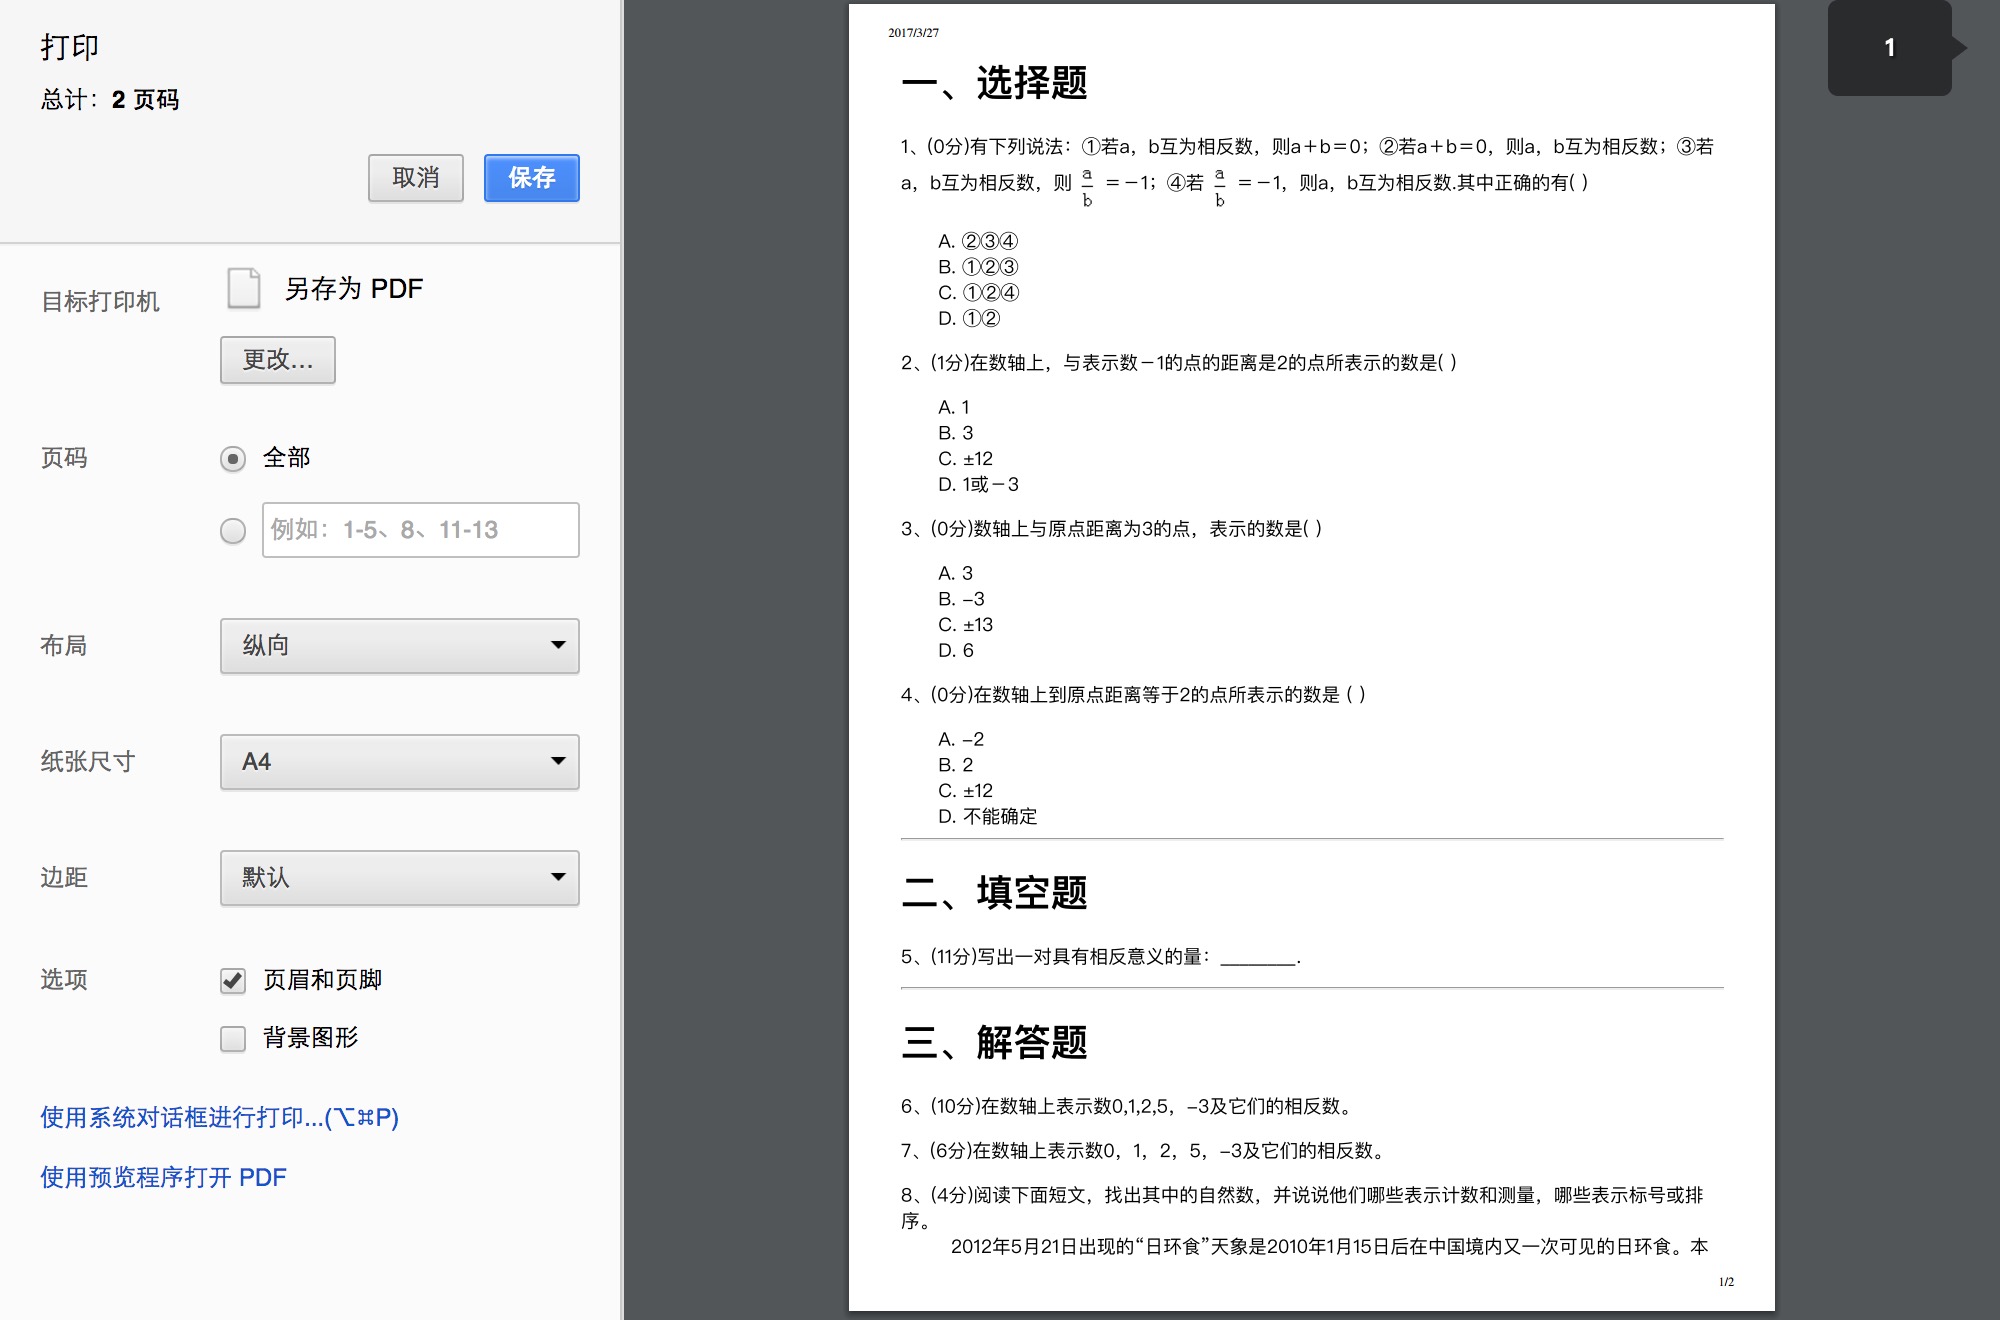 打印
总计：2 页码
取消
保存
目标打印机
另存为 PDF
更改...
页码
全部
例如：1-5、8、11-13
布局
纵向
纸张尺寸
A4
边距
默认
选项
页眉和页脚
背景图形
使用系统对话框进行打印...(⌥⌘P)
使用预览程序打开 PDF
2017/3/27
一、选择题
1、(0分)有下列说法：①若a，b互为相反数，则a＋b＝0；②若a＋b＝0，则a，b互为相反数；③若
a，b互为相反数，则 a/b ＝－1；④若 a/b ＝－1，则a，b互为相反数.其中正确的有( )
A. ②③④
B. ①②③
C. ①②④
D. ①②
2、(1分)在数轴上，与表示数－1的点的距离是2的点所表示的数是( )
A. 1
B. 3
C. ±12
D. 1或－3
3、(0分)数轴上与原点距离为3的点，表示的数是( )
A. 3
B. –3
C. ±13
D. 6
4、(0分)在数轴上到原点距离等于2的点所表示的数是 ( )
A. –2
B. 2
C. ±12
D. 不能确定
二、填空题
5、(11分)写出一对具有相反意义的量：________.
三、解答题
6、(10分)在数轴上表示数0,1,2,5，–3及它们的相反数。
7、(6分)在数轴上表示数0，1，2，5，–3及它们的相反数。
8、(4分)阅读下面短文，找出其中的自然数，并说说他们哪些表示计数和测量，哪些表示标号或排
序。
2012年5月21日出现的“日环食”天象是2010年1月15日后在中国境内又一次可见的日环食。本
1/2
1